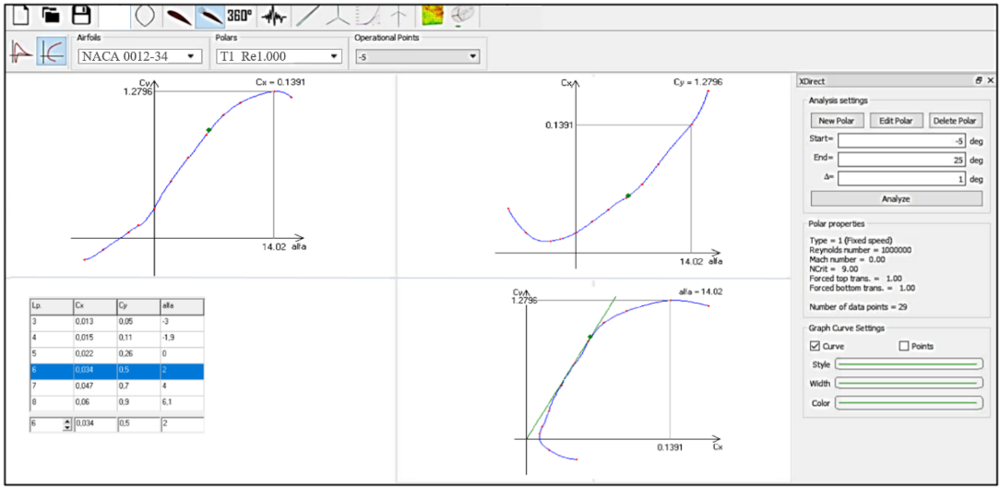 360°
Airfoils
Polars
Operational Points
NACA 0012-34
T1 Re1.000
-5
XDirect
Cy
Cx = 0.1391
1.2796
14.02 alfa
Cx
Cy = 1.2796
0.1391
14.02 alfa
Analysis settings
New Polar
Edit Polar
Delete Polar
Start=
-5
deg
End=
25
deg
Δ=
1
deg
Analyze
Polar properties
Type = 1 (Fixed speed)
Reynolds number = 1000000
Mach number = 0.00
NCrit = 9.00
Forced top trans. = 1.00
Forced bottom trans. = 1.00
Number of data points = 29
Graph Curve Settings
Curve
Points
Style
Width
Color
Lp. Cx Cy alfa
3 0,013 0,05 -3
4 0,015 0,11 -1,9
5 0,022 0,26 0
6 0,034 0,5 2
7 0,047 0,7 4
8 0,06 0,9 6,1
6 0,034 0,5 2
Cy
alfa = 14.02
1.2796
0.1391
Cx